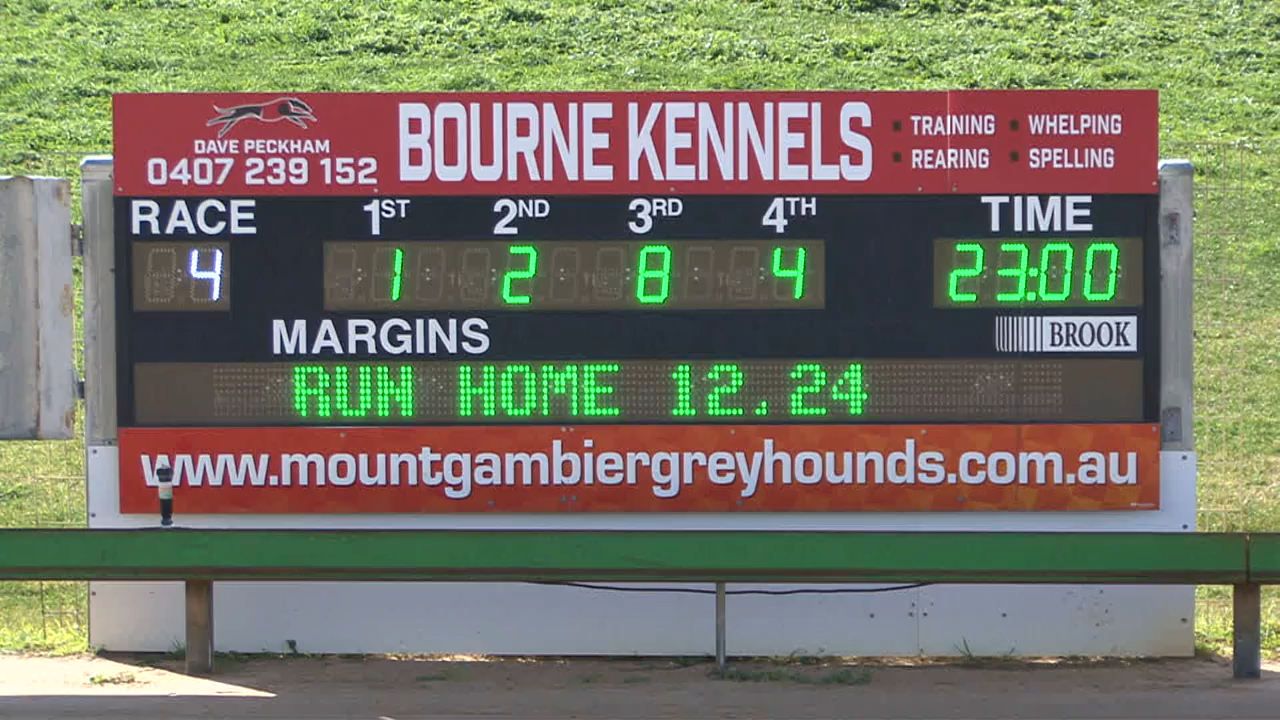 DAVE PECKHAM
0407 239 152
BOURNE KENNELS
TRAINING WHELPING
REARING SPELLING
RACE 1ST 2ND 3RD 4TH TIME
4 1 2 8 4 23:00
MARGINS
BROOK
RUN HOME 12.24
www.mountgambiergreyhounds.com.au